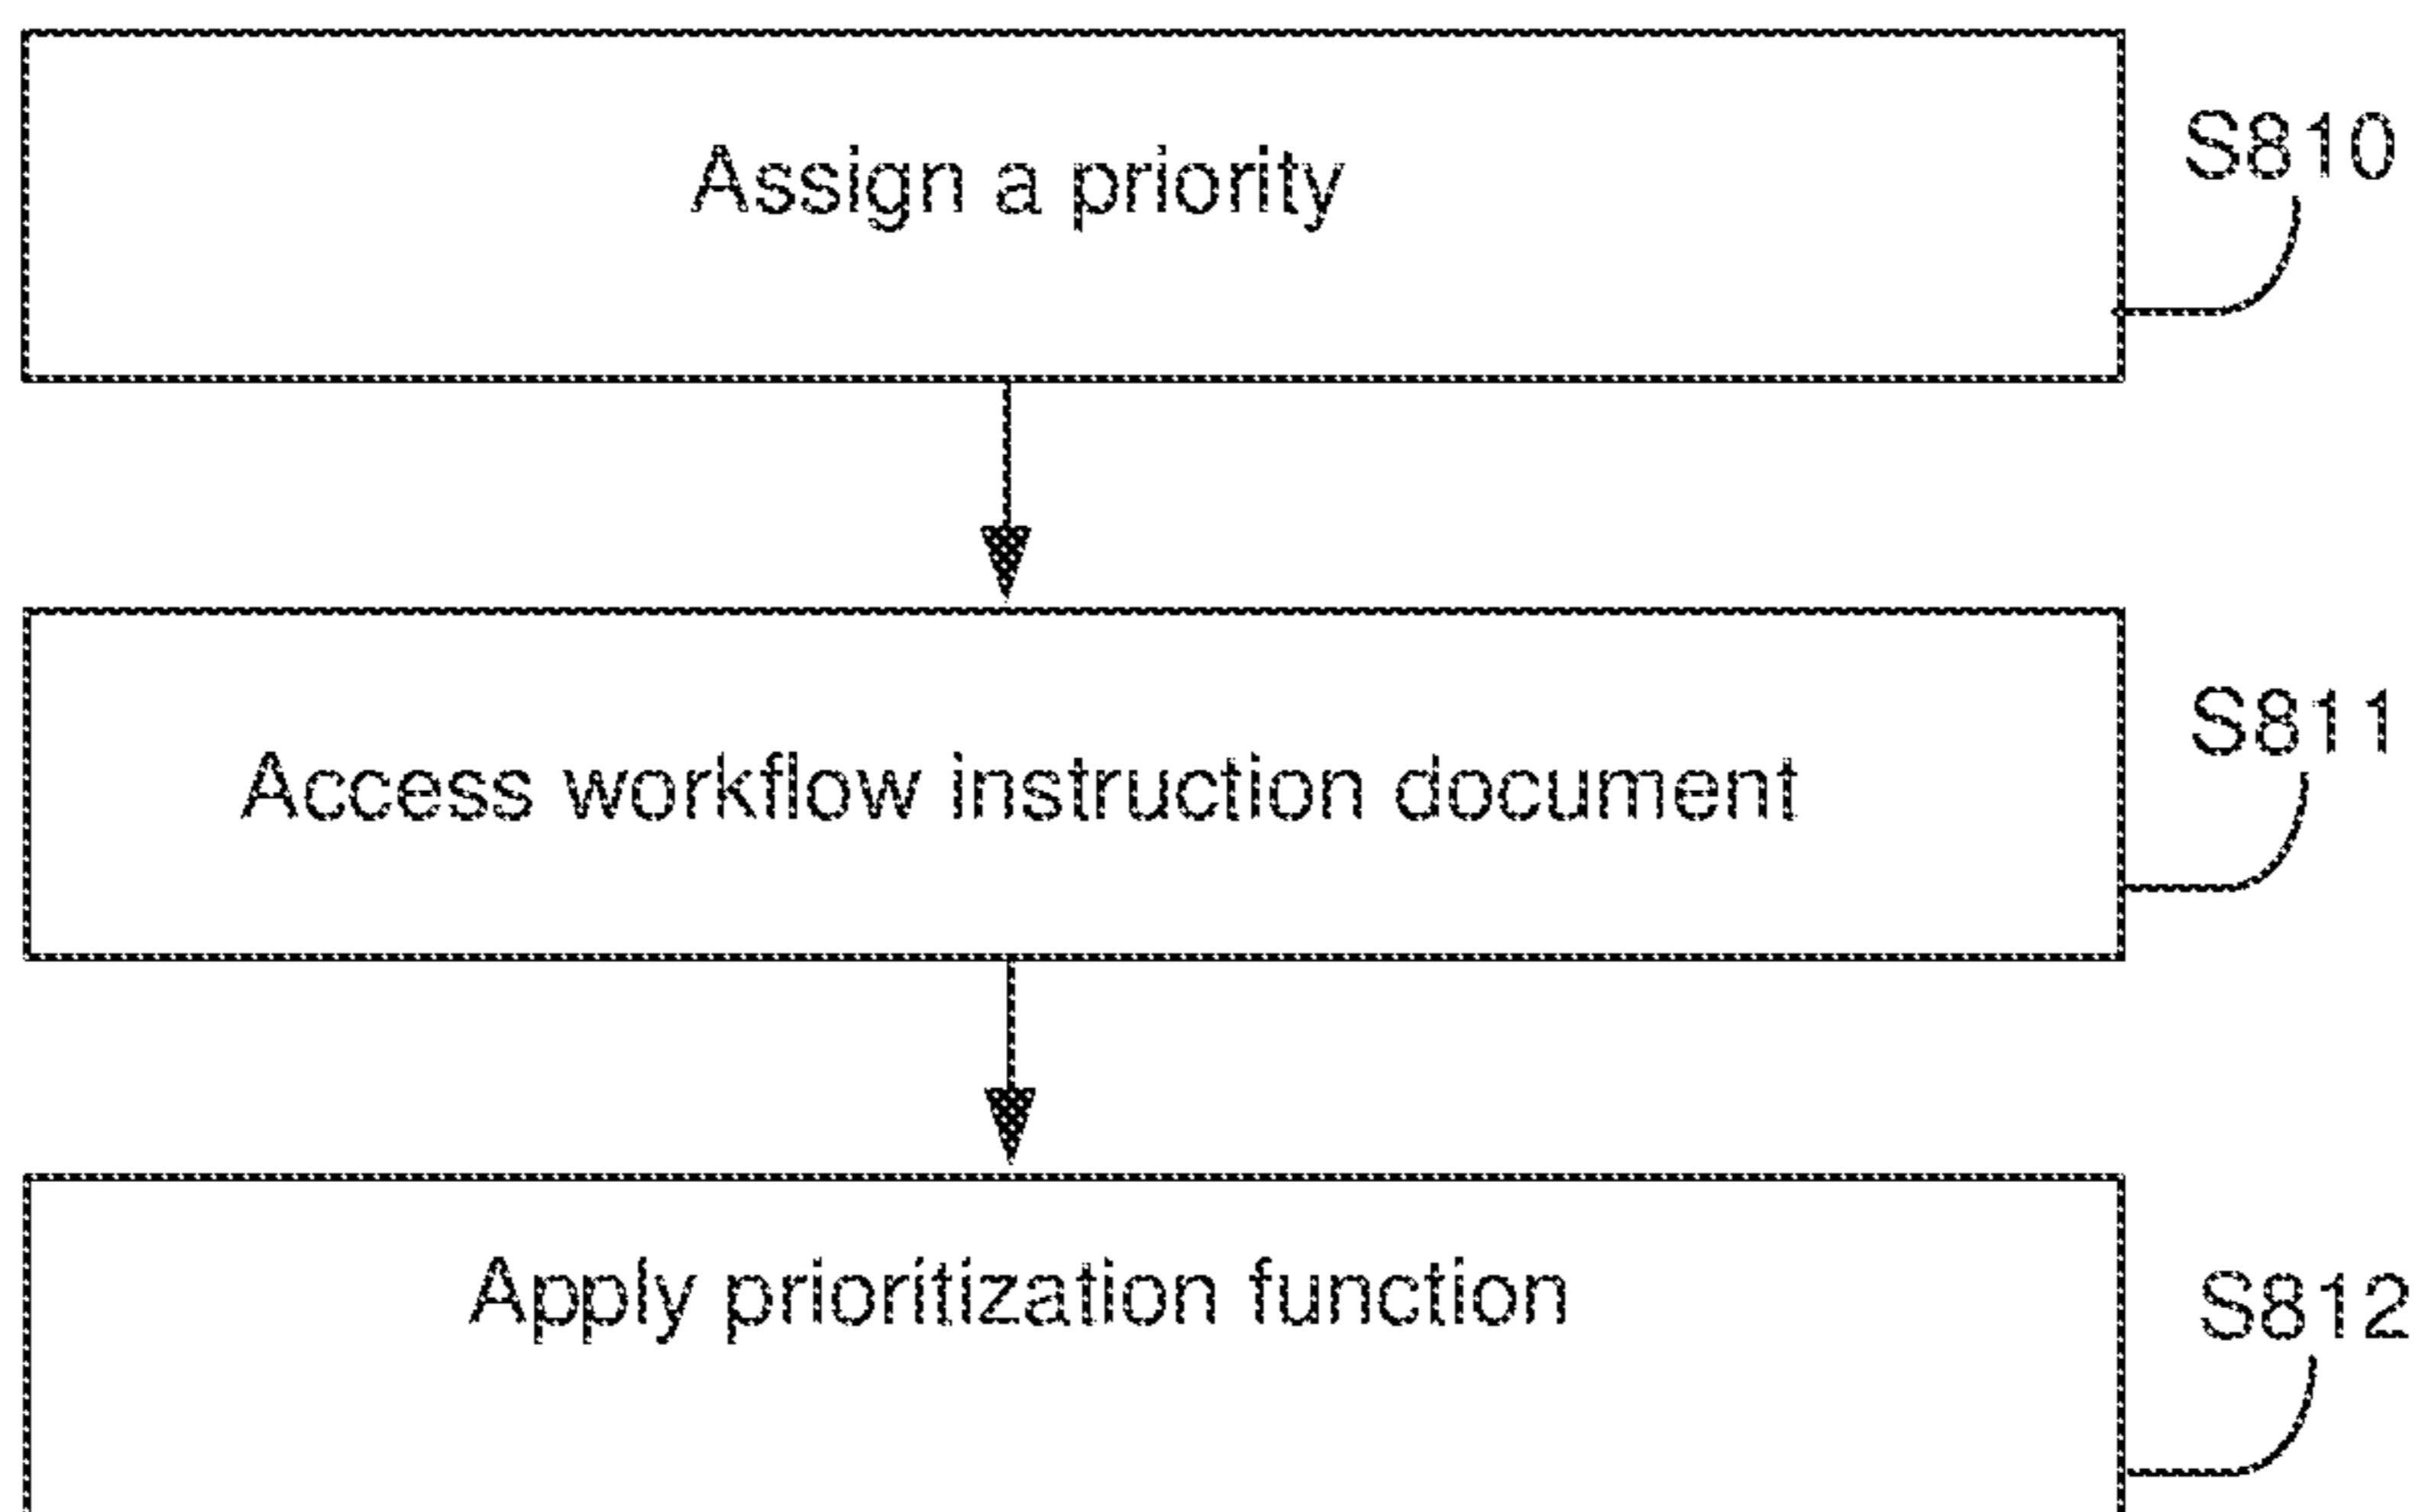 Assign a priority
S810
Access workflow instruction document
S811
Apply prioritization function
S812